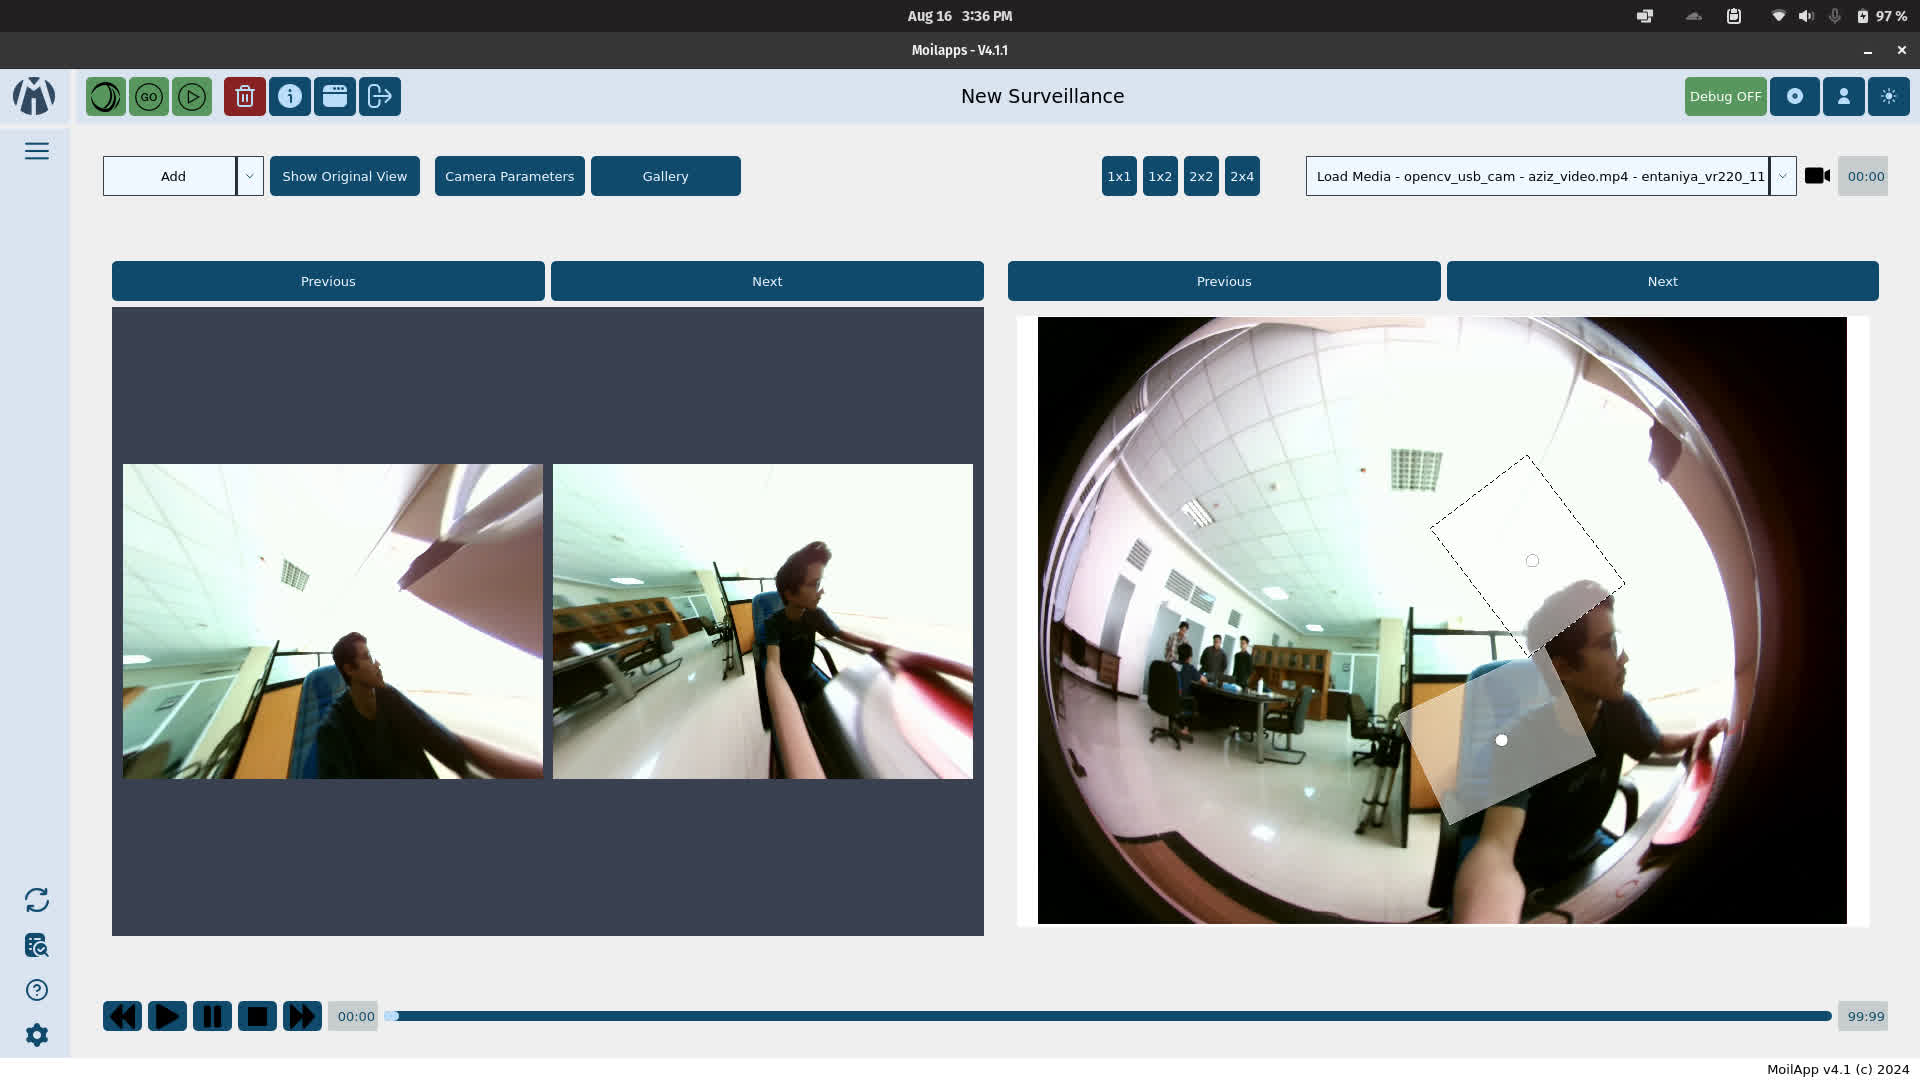 Aug 16 3:36 PM
97 %
Moilapps - V4.1.1
GO
New Surveillance
Debug OFF
Add
Show Original View
Camera Parameters
Gallery
1x1
1x2
2x2
2x4
Load Media - opencv_usb_cam - aziz_video.mp4 - entaniya_vr220_11
00:00
Previous
Next
Previous
Next
00:00
99:99
MoilApp v4.1 (c) 2024